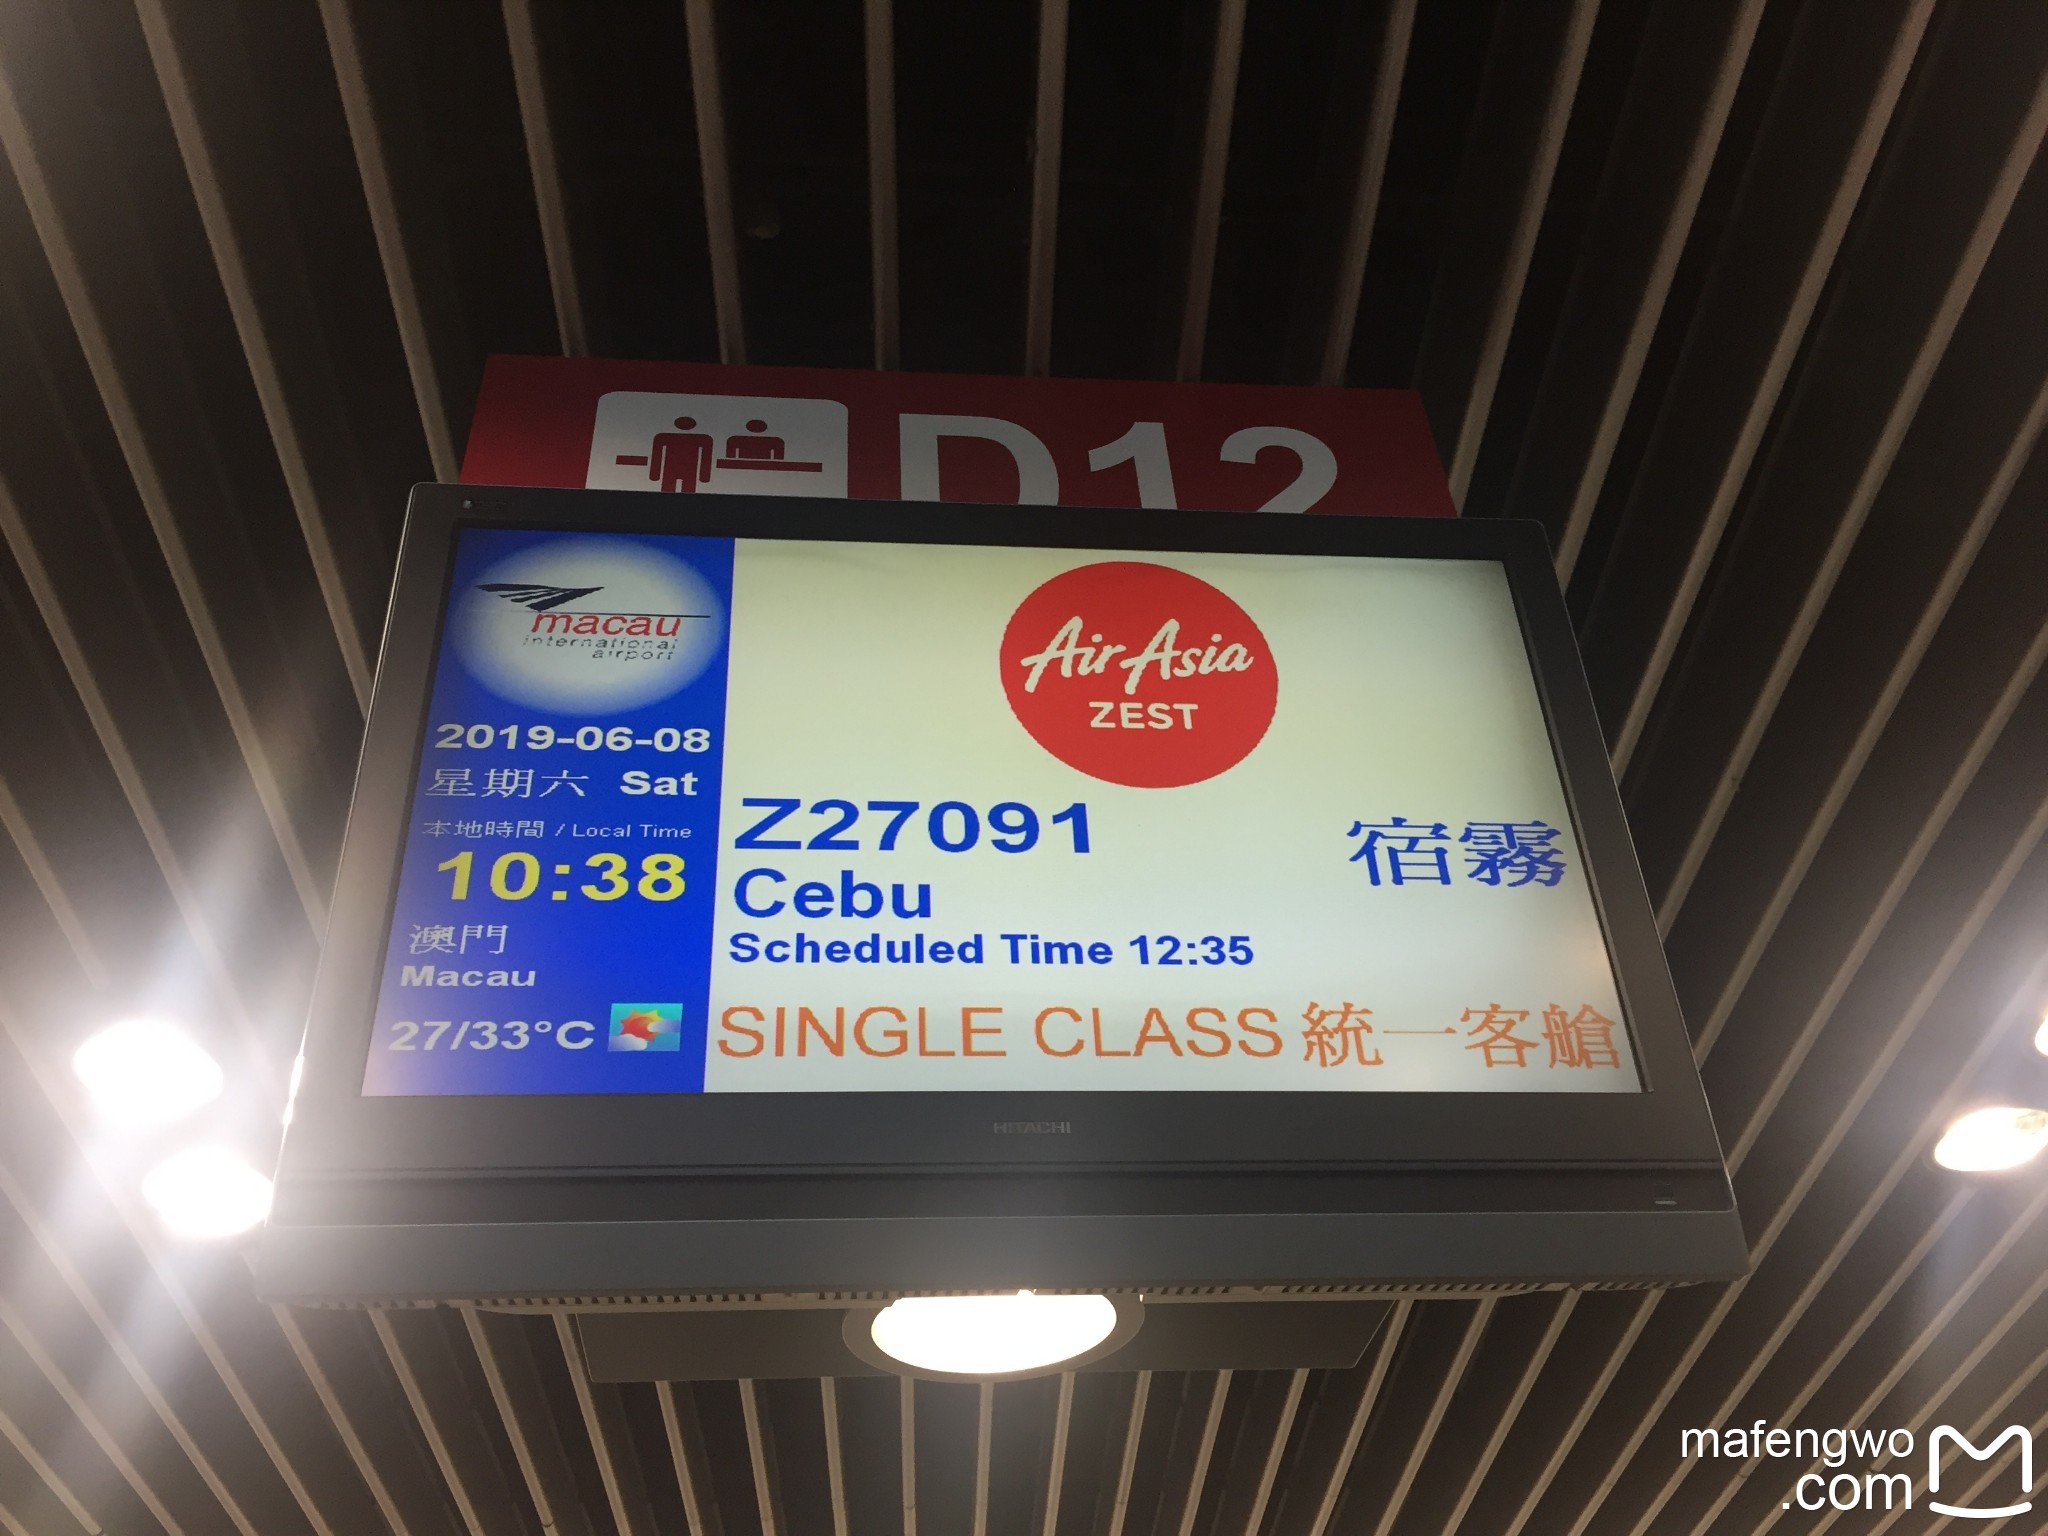 D12
macau
international
airport
2019-06-08
星期六 Sat
本地時間 / Local Time
10:38
澳門
Macau
27/33°C
AirAsia
ZEST
Z27091
宿霧
Cebu
Scheduled Time 12:35
SINGLE CLASS 統一客艙
HITACHI
mafengwo
.com